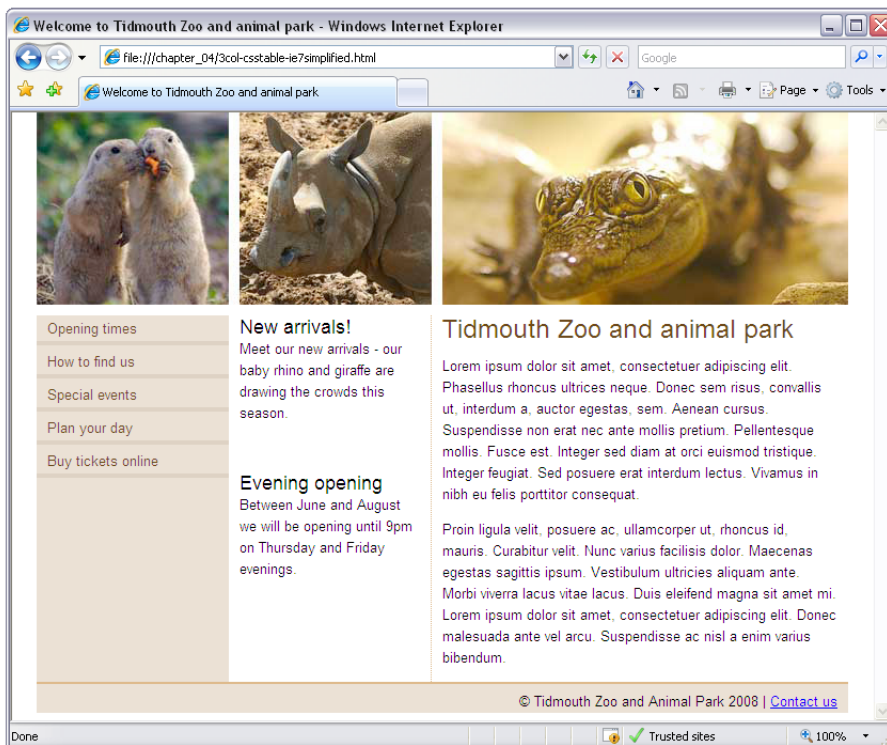 Welcome to Tidmouth Zoo and animal park - Windows Internet Explorer
file:///chapter_04/3col-csstable-ie7simplified.html
Google
Welcome to Tidmouth Zoo and animal park
Page
Tools
Opening times
How to find us
Special events
Plan your day
Buy tickets online
New arrivals!
Meet our new arrivals - our
baby rhino and giraffe are
drawing the crowds this
season.
Evening opening
Between June and August
we will be opening until 9pm
on Thursday and Friday
evenings.
Tidmouth Zoo and animal park
Lorem ipsum dolor sit amet, consectetuer adipiscing elit.
Phasellus rhoncus ultrices neque. Donec sem risus, convallis
ut, interdum a, auctor egestas, sem. Aenean cursus.
Suspendisse non erat nec ante mollis pretium. Pellentesque
mollis. Fusce est. Integer sed diam at orci euismod tristique.
Integer feugiat. Sed posuere erat interdum lectus. Vivamus in
nibh eu felis porttitor consequat.
Proin ligula velit, posuere ac, ullamcorper ut, rhoncus id,
mauris. Curabitur velit. Nunc varius facilisis dolor. Maecenas
egestas sagittis ipsum. Vestibulum ultricies aliquam ante.
Morbi viverra lacus vitae lacus. Duis eleifend magna sit amet mi.
Lorem ipsum dolor sit amet, consectetuer adipiscing elit. Donec
malesuada ante vel arcu. Suspendisse ac nisl a enim varius
bibendum.
© Tidmouth Zoo and Animal Park 2008 | Contact us
Done
Trusted sites
100%